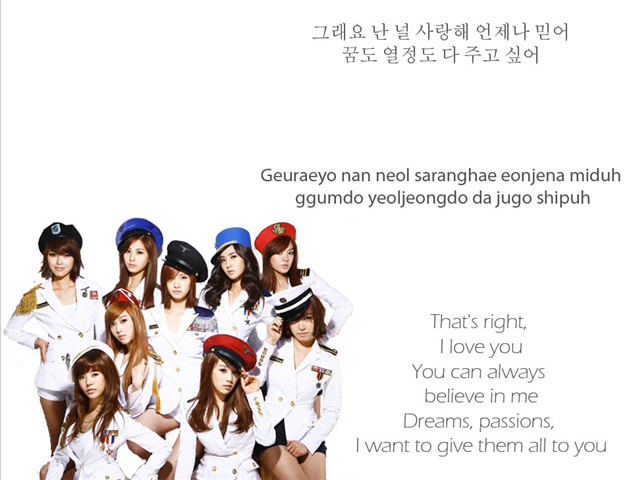 그래요 난 널 사랑해 언제나 믿어
꿈도 열정도 다 주고 싶어
Geuraeyo nan neol saranghae eonjena miduh
ggumdo yeoljeongdo da jugo shipuh
That's right,
I love you
You can always
believe in me
Dreams, passions,
I want to give them all to you